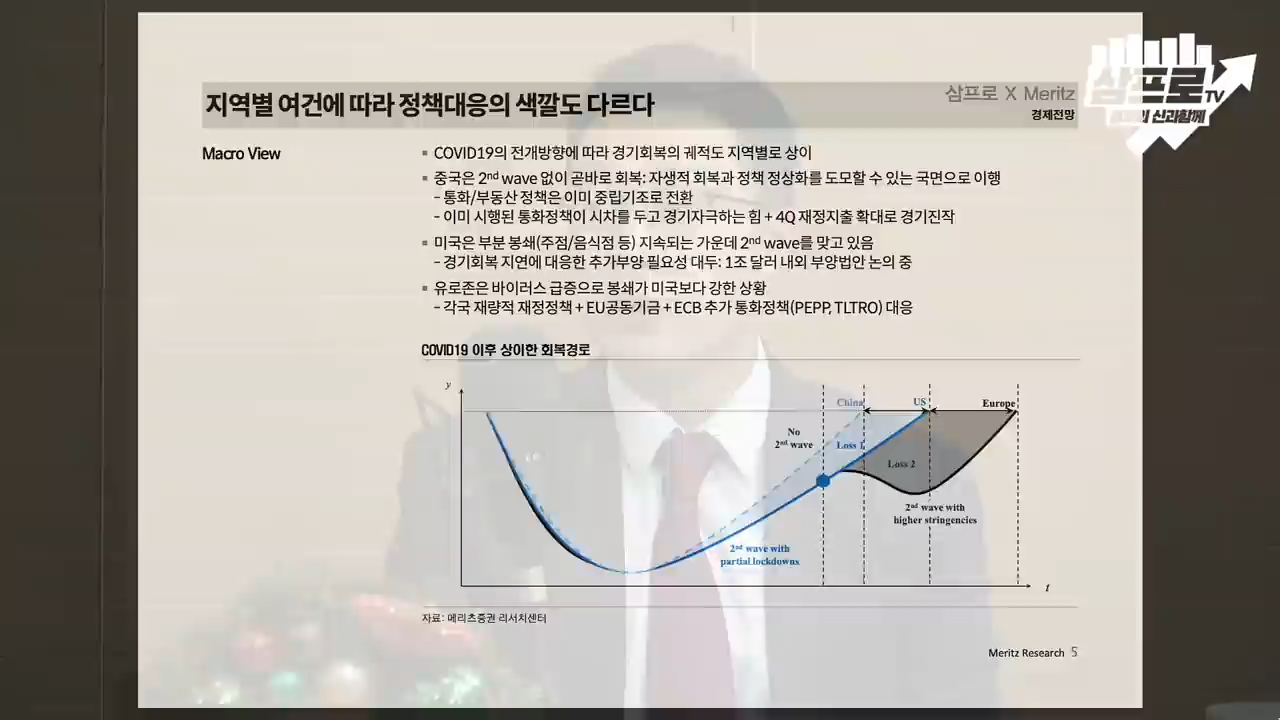 지역별 여건에 따라 정책대응의 색깔도 다르다
삼프로 X Meritz
경제전망
삼프로TV
신과함께
Macro View
▪ COVID19의 전개방향에 따라 경기회복의 궤적도 지역별로 상이
▪ 중국은 2nd wave 없이 곧바로 회복: 자생적 회복과 정책 정상화를 도모할 수 있는 국면으로 이행
- 통화/부동산 정책은 이미 중립기조로 전환
- 이미 시행된 통화정책이 시차를 두고 경기자극하는 힘 + 4Q 재정지출 확대로 경기진작
▪ 미국은 부분 봉쇄(주점/음식점 등) 지속되는 가운데 2nd wave를 맞고 있음
- 경기회복 지연에 대응한 추가부양 필요성 대두: 1조 달러 내외 부양법안 논의 중
▪ 유로존은 바이러스 급증으로 봉쇄가 미국보다 강한 상황
- 각국 재량적 재정정책 + EU공동기금 + ECB 추가 통화정책(PEPP, TLTRO) 대응
COVID19 이후 상이한 회복경로
y
China
US
Europe
No
2nd wave
Loss 1
Loss 2
2nd wave with
higher stringencies
2nd wave with
partial lockdowns
t
자료: 메리츠증권 리서치센터
Meritz Research 5